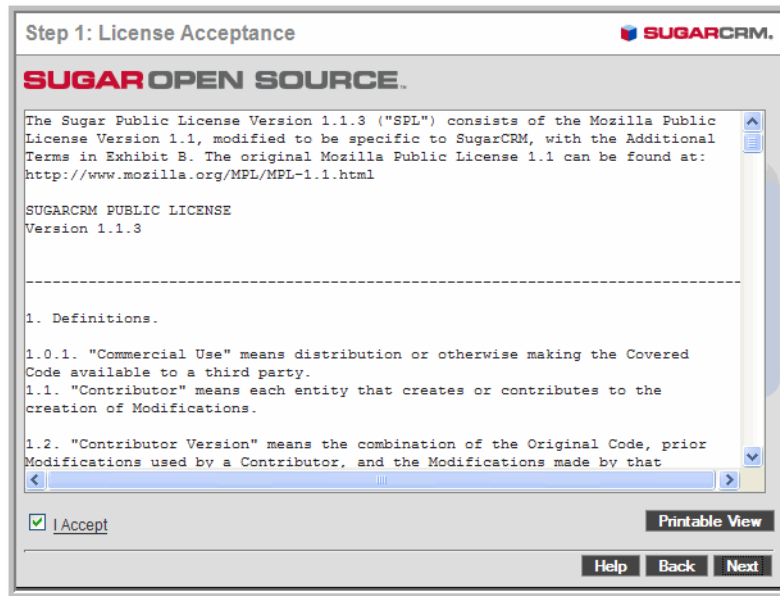 Step 1: License Acceptance
SUGARCRM.
SUGAR OPEN SOURCE™
The Sugar Public License Version 1.1.3 ("SPL") consists of the Mozilla Public
License Version 1.1, modified to be specific to SugarCRM, with the Additional
Terms in Exhibit B. The original Mozilla Public License 1.1 can be found at:
http://www.mozilla.org/MPL/MPL-1.1.html
SUGARCRM PUBLIC LICENSE
Version 1.1.3
--------------------------------------------------------------------------------
1. Definitions.
1.0.1. "Commercial Use" means distribution or otherwise making the Covered
Code available to a third party.
1.1. "Contributor" means each entity that creates or contributes to the
creation of Modifications.
1.2. "Contributor Version" means the combination of the Original Code, prior
Modifications used by a Contributor, and the Modifications made by that
I Accept
Printable View
Help Back Next